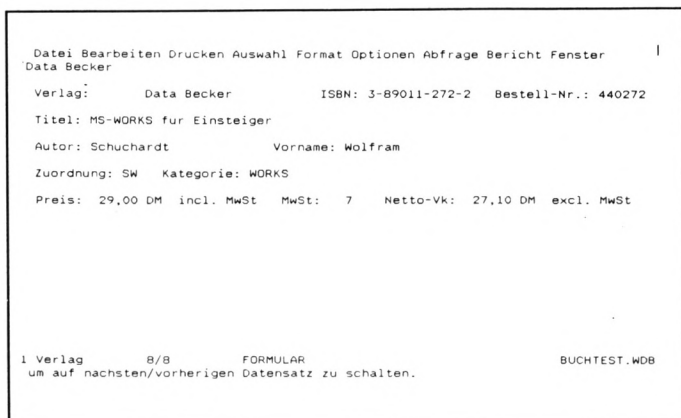 Datei Bearbeiten Drucken Auswahl Format Optionen Abfrage Bericht Fenster
Data Becker
Verlag: Data Becker ISBN: 3-89011-272-2 Bestell-Nr.: 440272
Titel: MS-WORKS fur Einsteiger
Autor: Schuchardt Vorname: Wolfram
Zuordnung: SW Kategorie: WORKS
Preis: 29,00 DM incl. MwSt MwSt: 7 Netto-Vk: 27,10 DM excl. MwSt
1 Verlag 8/8 FORMULAR BUCHTEST.WDB
um auf nachsten/vorherigen Datensatz zu schalten.